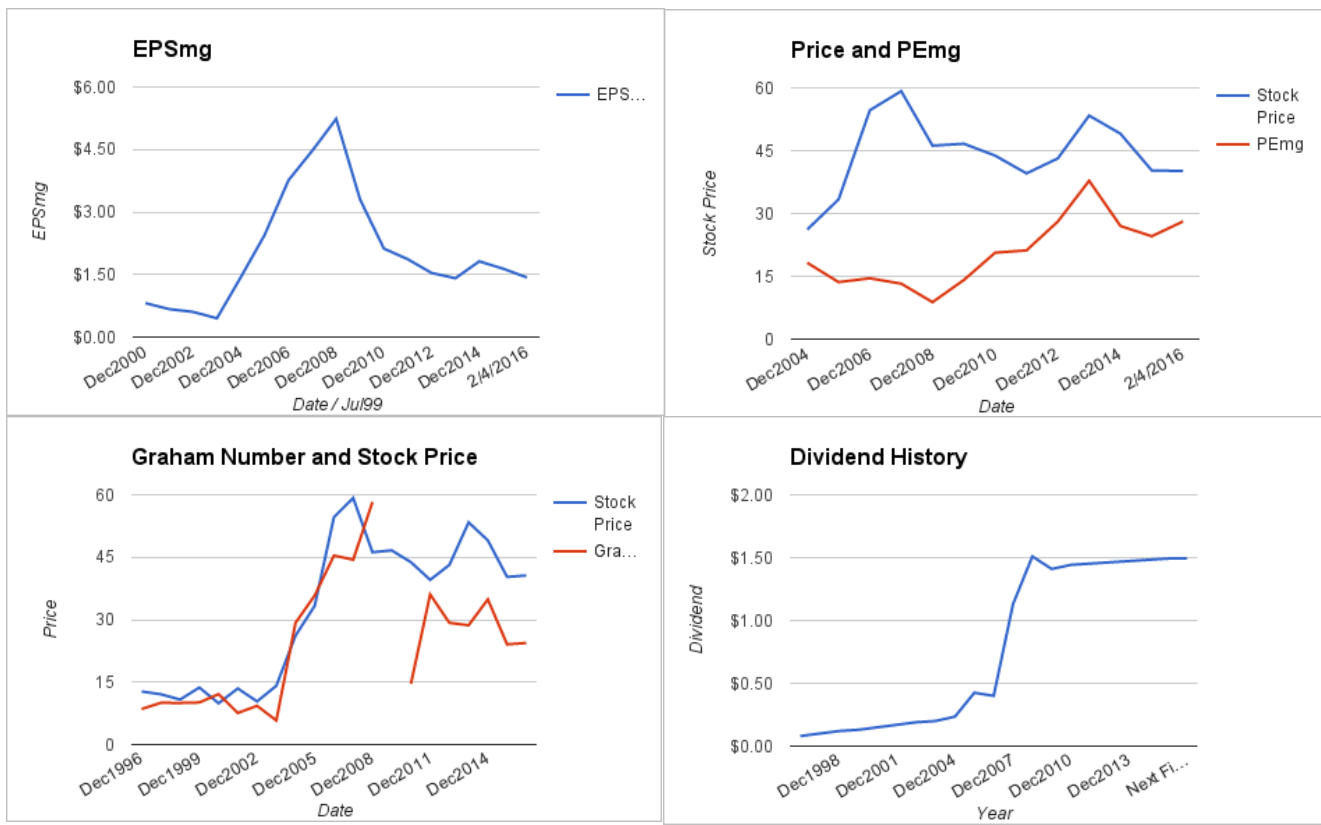 EPSmg
$6.00
$4.50
$3.00
$1.50
$0.00
EPSmg
EPS...
Dec2000
Dec2002
Dec2004
Dec2006
Dec2008
Dec2010
Dec2012
Dec2014
2/4/2016
Date / Jul99
Price and PEmg
60
45
30
15
0
Stock Price
Stock
Price
PEmg
Dec2004
Dec2006
Dec2008
Dec2010
Dec2012
Dec2014
2/4/2016
Date
Graham Number and Stock Price
60
45
30
15
0
Price
Stock
Price
Gra...
Dec1996
Dec1999
Dec2002
Dec2005
Dec2008
Dec2011
Dec2014
Date
Dividend History
$2.00
$1.50
$1.00
$0.50
$0.00
Dividend
Dec1998
Dec2001
Dec2004
Dec2007
Dec2010
Dec2013
Next Fi...
Year